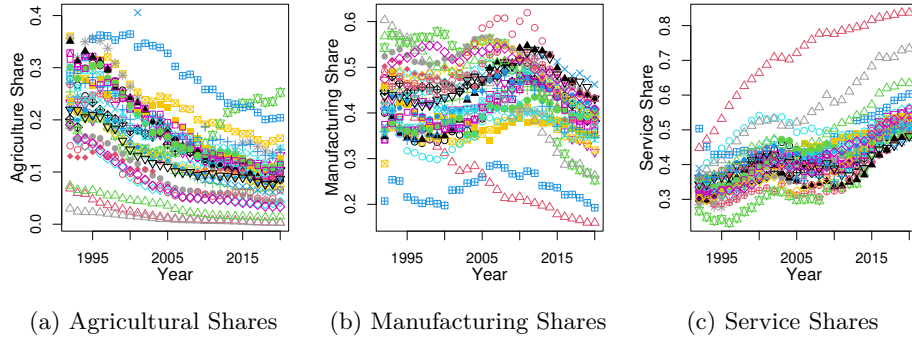 0.4
0.3
0.2
0.1
0.0
Agriculture Share
1995 2005 2015
Year
0.6
0.5
0.4
0.3
0.2
Manufacturing Share
1995 2005 2015
Year
0.8
0.7
0.6
0.5
0.4
0.3
Service Share
1995 2005 2015
Year
(a) Agricultural Shares (b) Manufacturing Shares (c) Service Shares